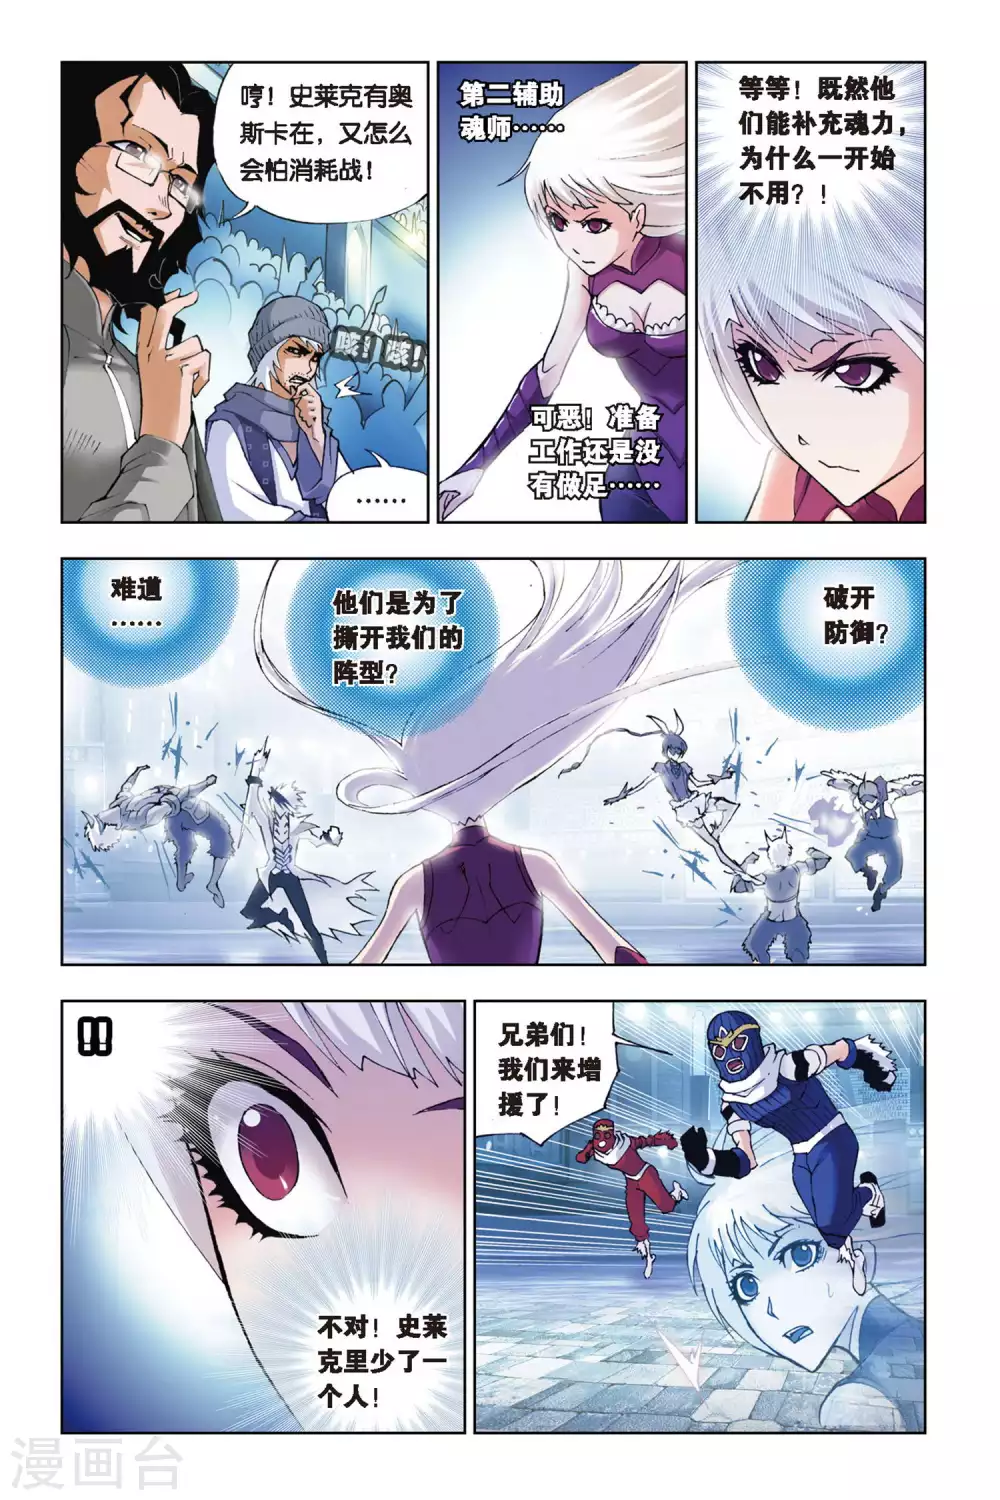 哼！史莱克有奥
斯卡在，又怎么
会怕消耗战！
咳！咳！
……
第二辅助
魂师……
可恶！准备
工作还是没
有做足……
等等！既然他
们能补充魂力，
为什么一开始
不用？！
难道
……
他们是为了
撕开我们的
阵型？
破开
防御？
!!
不对！史莱
克里少了一
个人！
兄弟们！
我们来增
援了！
漫画台